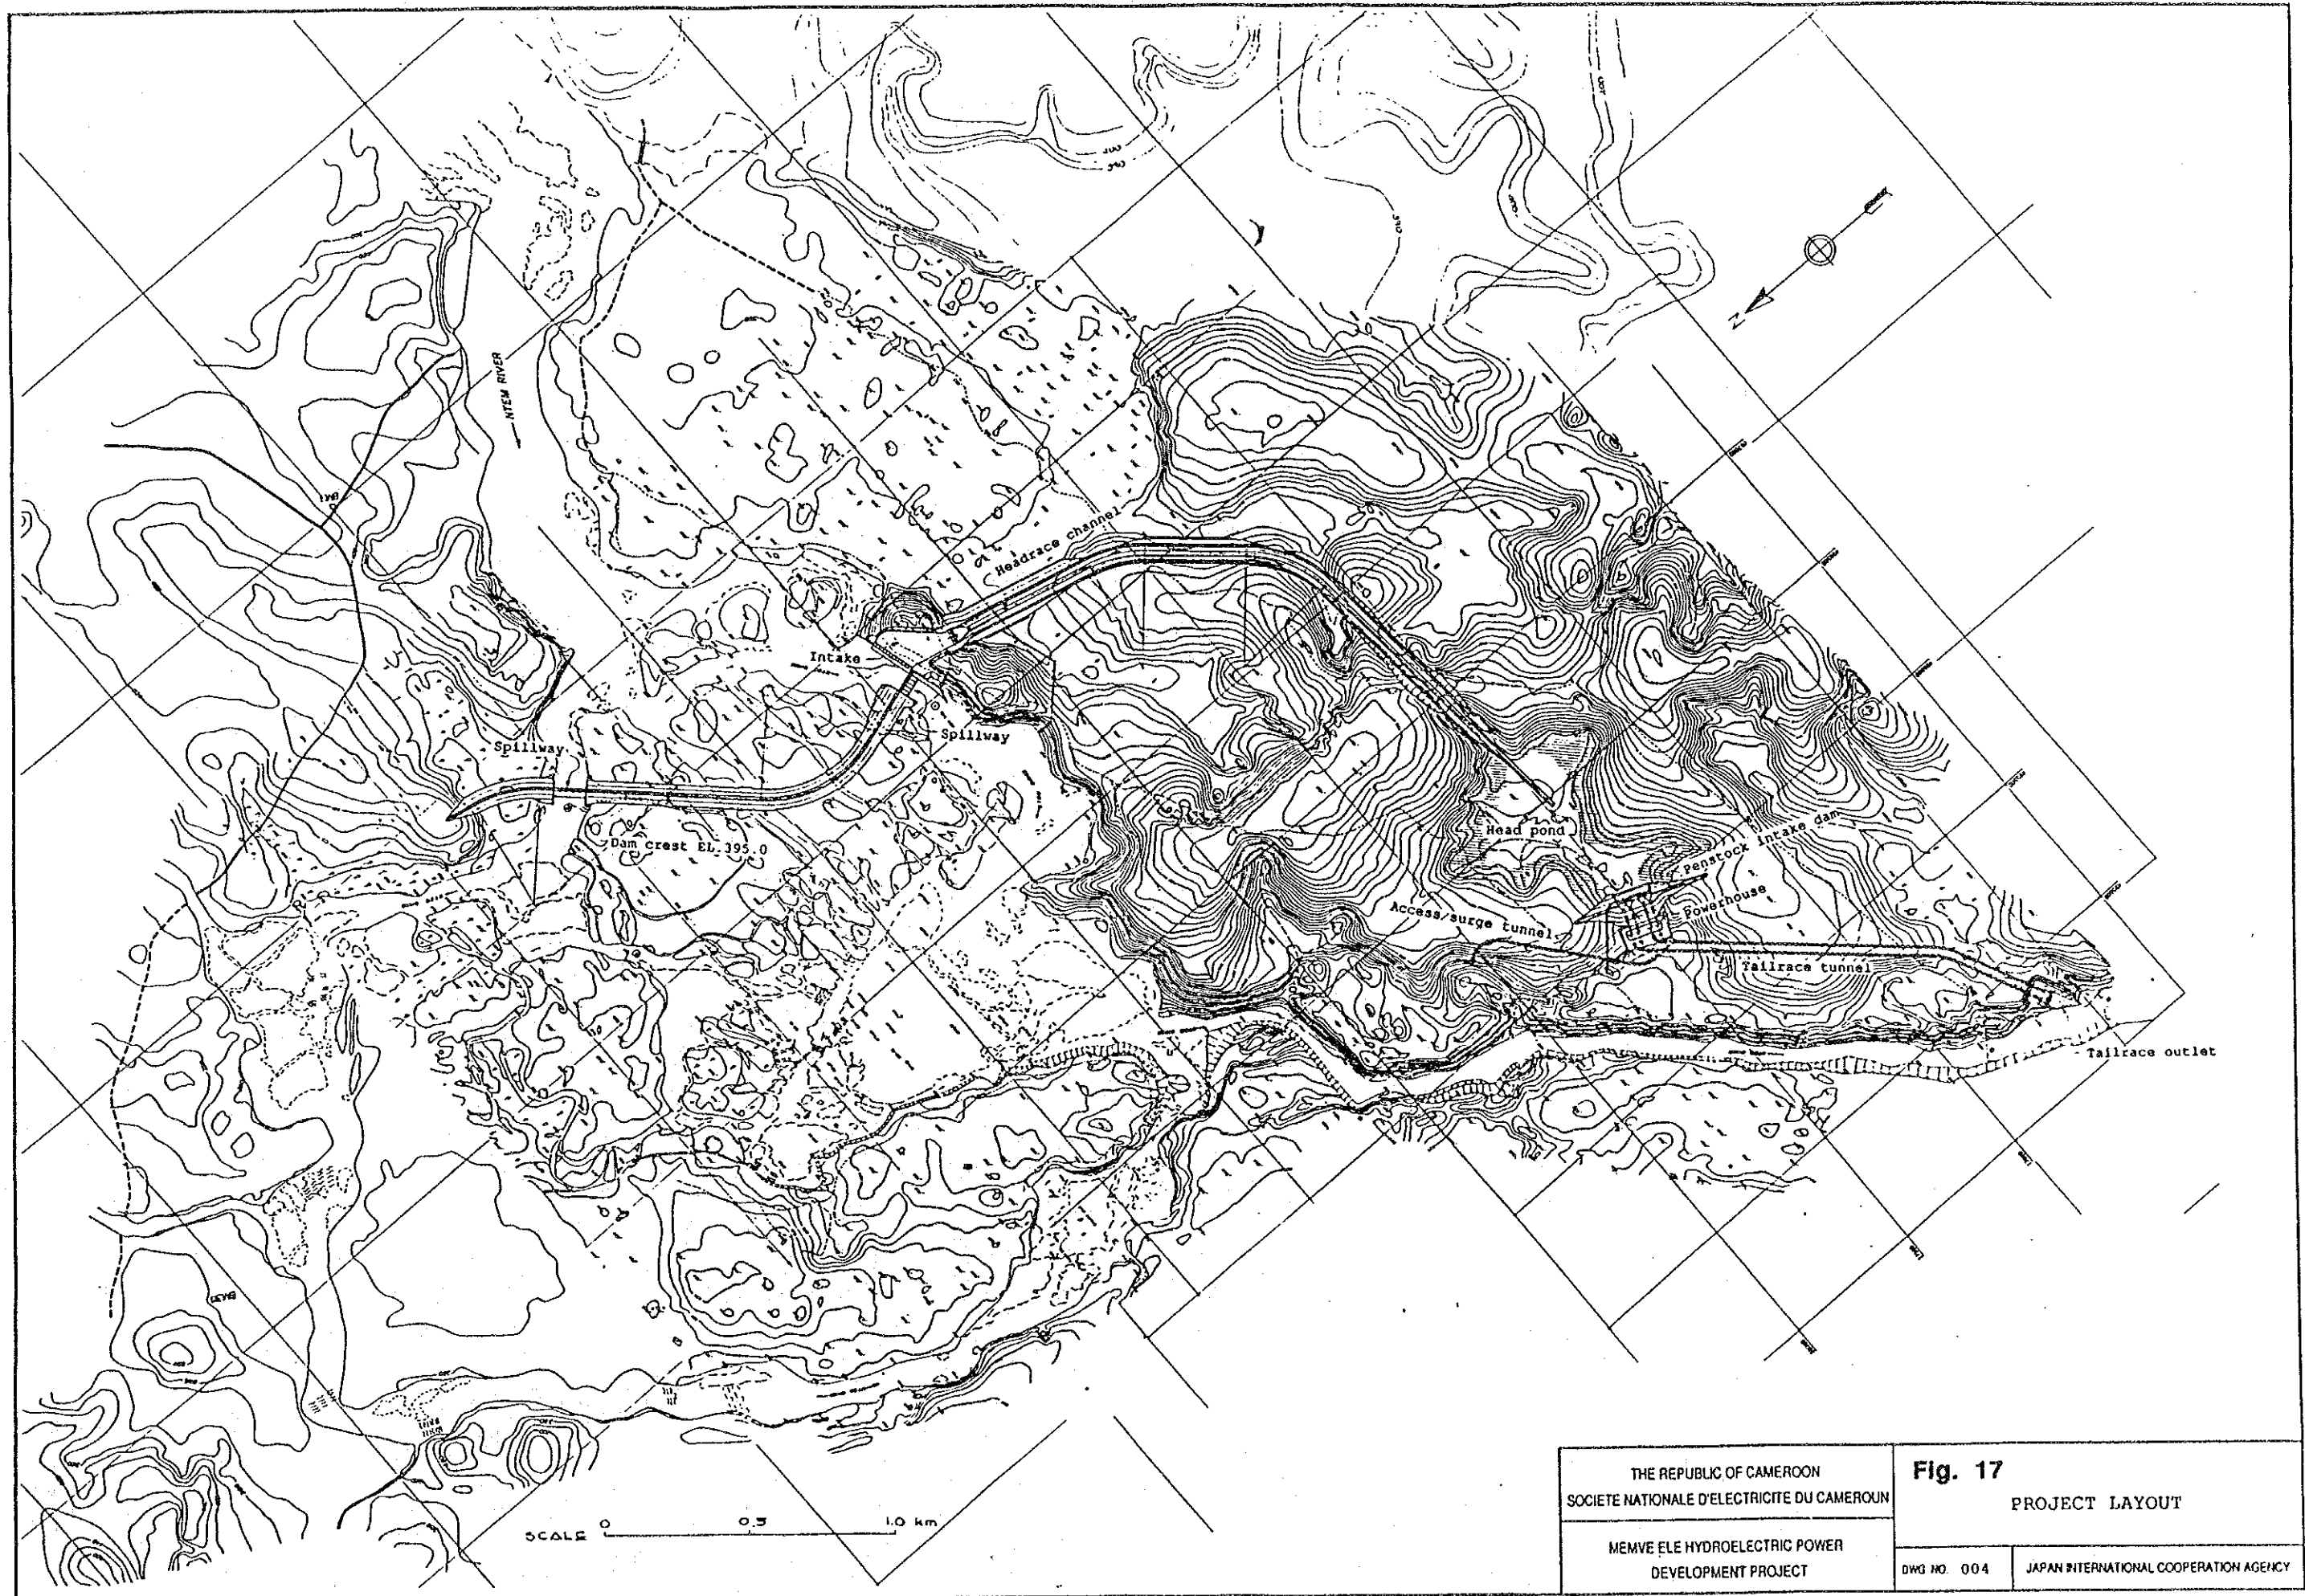 N
NTEM RIVER
Headrace channel
Intake
Spillway
Spillway
Dam crest EL 395.0
Head pond
Penstock intake dam
Powerhouse
Access/surge tunnel
Tailrace tunnel
Tailrace outlet
SCALE 0 0.5 1.0 km
THE REPUBLIC OF CAMEROON
SOCIETE NATIONALE D'ELECTRICITE DU CAMEROUN
MEMVE ELE HYDROELECTRIC POWER
DEVELOPMENT PROJECT
Fig. 17
PROJECT LAYOUT
DWG NO. 004
JAPAN INTERNATIONAL COOPERATION AGENCY